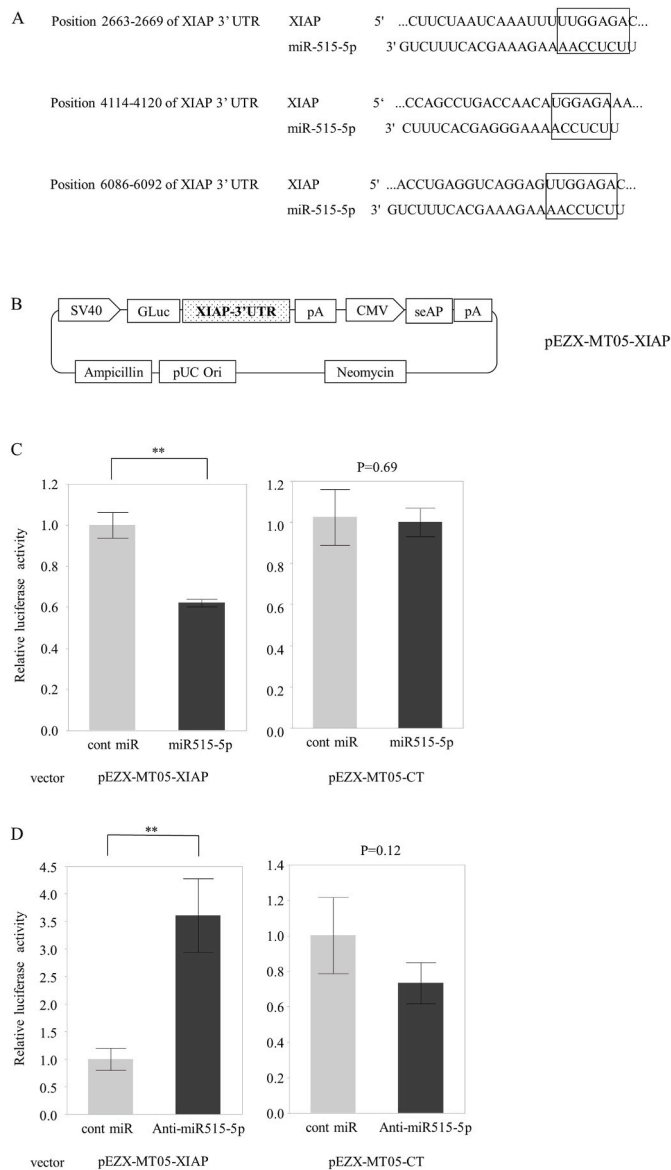 A
Position 2663-2669 of XIAP 3' UTR XIAP 5' ...CUUCUAAUCAAAUUUUUGGAGAC...
miR-515-5p 3' GUCUUUCACGAAAGAAAACCUCUU
Position 4114-4120 of XIAP 3' UTR XIAP 5‘ ...CCAGCCUGACCAACAUGGAGAAA...
miR-515-5p 3' CUUUCACGAGGGAAAACCUCUU
Position 6086-6092 of XIAP 3' UTR XIAP 5' ...ACCUGAGGUCAGGAGUUGGAGAC...
miR-515-5p 3' GUCUUUCACGAAAGAAAACCUCUU
B
SV40 GLuc XIAP-3'UTR pA CMV seAP pA
pEZX-MT05-XIAP
Ampicillin pUC Ori Neomycin
C
**
P=0.69
Relative luciferase activity
1.2
1.0
0.8
0.6
0.4
0.2
0.0
1.2
1.0
0.8
0.6
0.4
0.2
0.0
cont miR miR515-5p cont miR miR515-5p
vector pEZX-MT05-XIAP pEZX-MT05-CT
D
**
P=0.12
Relative luciferase activity
4.5
4.0
3.5
3.0
2.5
2.0
1.5
1.0
0.5
0.0
1.4
1.2
1.0
0.8
0.6
0.4
0.2
0.0
cont miR Anti-miR515-5p cont miR Anti-miR515-5p
vector pEZX-MT05-XIAP pEZX-MT05-CT